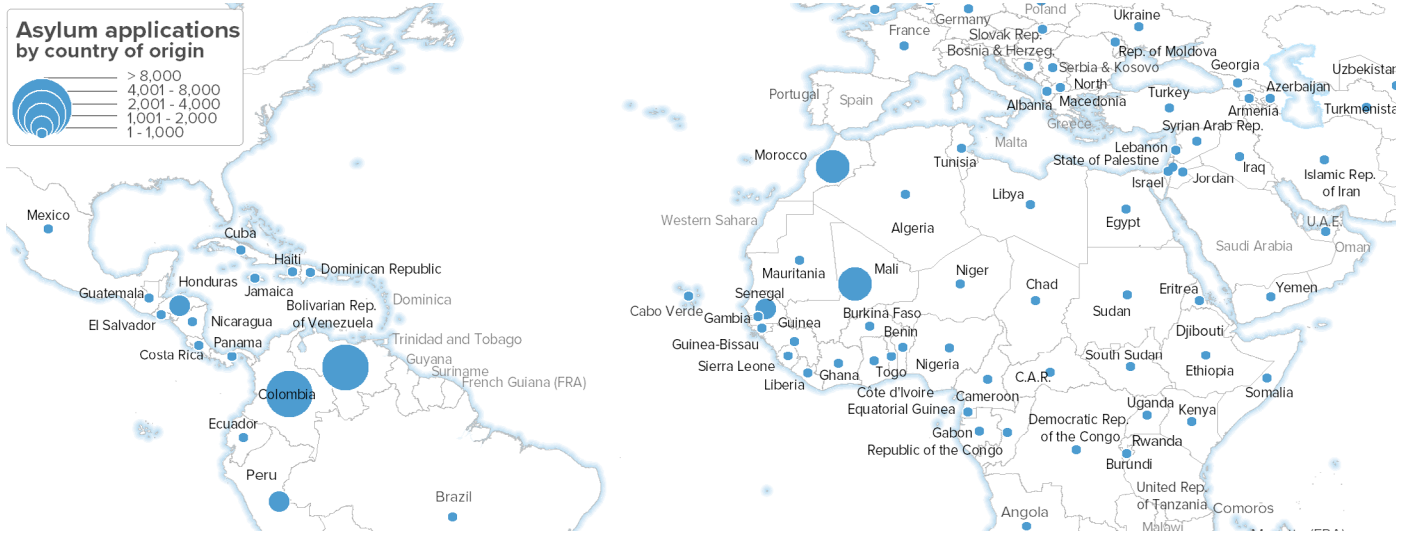 Asylum applications
by country of origin
> 8,000
4,001 - 8,000
2,001 - 4,000
1,001 - 2,000
1 - 1,000
Mexico
Cuba
Haiti
Dominican Republic
Jamaica
Honduras
Guatemala
El Salvador
Nicaragua
Costa Rica
Panama
Dominica
Bolivarian Rep.
of Venezuela
Trinidad and Tobago
Guyana
Suriname
French Guiana (FRA)
Colombia
Ecuador
Peru
Brazil
Germany
Poland
Ukraine
France
Slovak Rep.
Bosnia & Herzeg.
Rep. of Moldova
Serbia & Kosovo
Georgia
Uzbekistan
Portugal
Spain
North
Macedonia
Albania
Turkey
Azerbaijan
Armenia
Turkmenista
Greece
Malta
Syrian Arab Rep.
Morocco
Tunisia
Lebanon
State of Palestine
Israel
Jordan
Iraq
Islamic Rep.
of Iran
Western Sahara
Algeria
Libya
Egypt
Saudi Arabia
U.A.E.
Oman
Mauritania
Mali
Niger
Chad
Sudan
Eritrea
Yemen
Cabo Verde
Senegal
Gambia
Guinea
Guinea-Bissau
Sierra Leone
Liberia
Burkina Faso
Benin
Ghana
Togo
Nigeria
Côte d'Ivoire
Cameroon
Equatorial Guinea
C.A.R.
South Sudan
Djibouti
Ethiopia
Somalia
Gabon
Republic of the Congo
Democratic Rep.
of the Congo
Uganda
Kenya
Rwanda
Burundi
United Rep.
of Tanzania
Angola
Malawi
Comoros